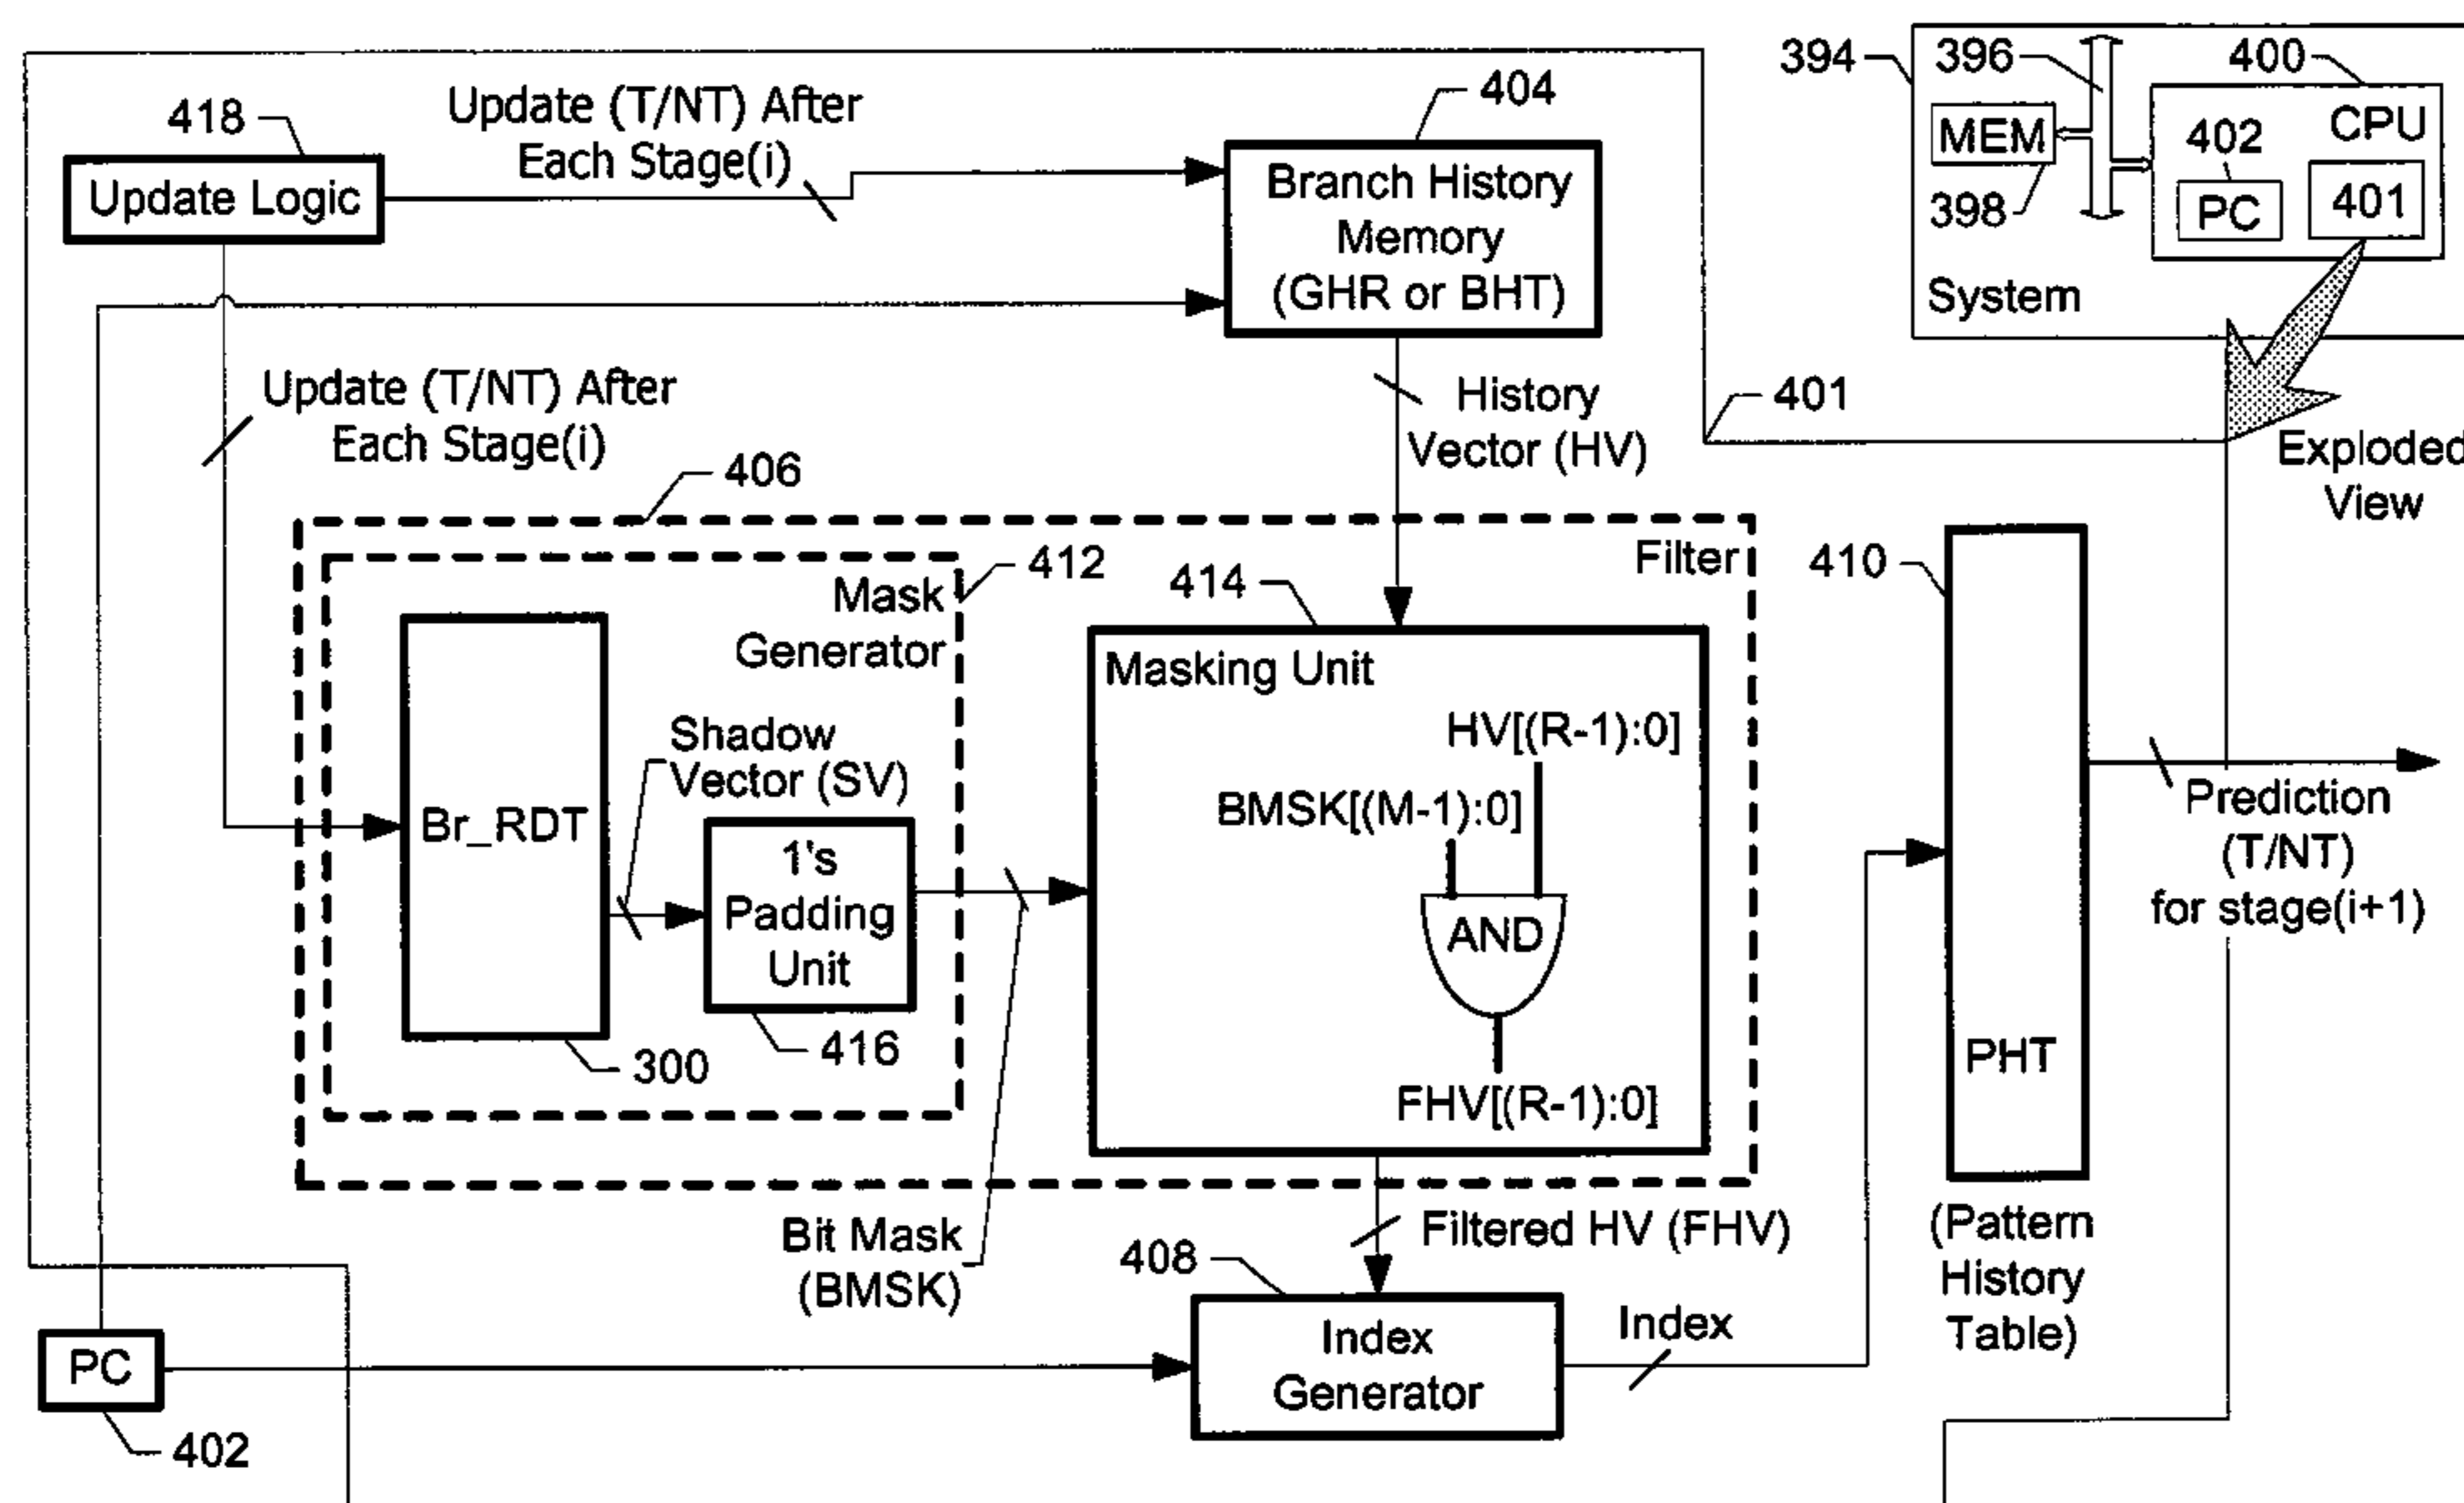 394
396
400
MEM
402
CPU
398
PC
401
System
Exploded
View
418
Update (T/NT) After
Each Stage(i)
404
Update Logic
Branch History
Memory
(GHR or BHT)
Update (T/NT) After
Each Stage(i)
History
Vector (HV)
401
406
Filter
412
Mask
Generator
414
410
Masking Unit
Shadow
Vector (SV)
HV[(R-1):0]
BMSK[(M-1):0]
Br_RDT
1's
Padding
Unit
AND
Prediction
(T/NT)
for stage(i+1)
300
416
FHV[(R-1):0]
PHT
Bit Mask
(BMSK)
Filtered HV (FHV)
(Pattern
History
Table)
408
PC
Index
Generator
Index
402